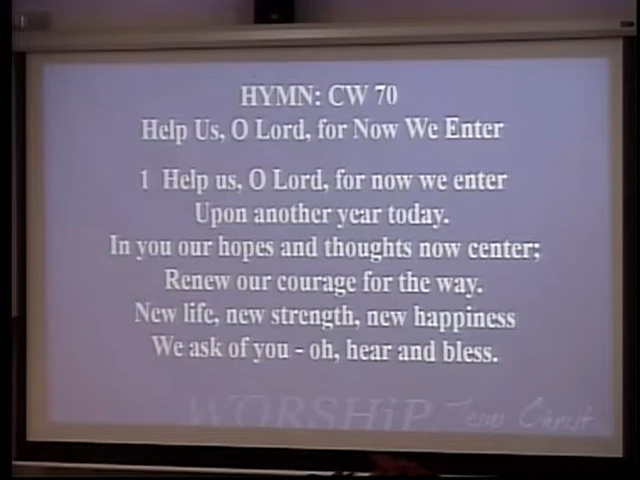 HYMN: CW 70
Help Us, O Lord, for Now We Enter
1 Help us, O Lord, for now we enter
Upon another year today.
In you our hopes and thoughts now center;
Renew our courage for the way.
New life, new strength, new happiness
We ask of you - oh, hear and bless.
WORSHiP